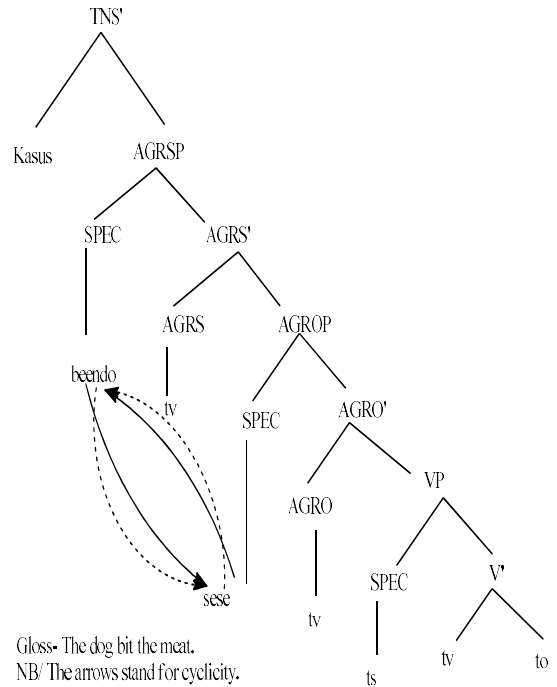 TNS'
Kasus AGRSP
SPEC AGRS'
AGRS AGROP
beendo
tv SPEC AGRO'
AGRO VP
SPEC V'
sese
tv
tv to
ts
Gloss- The dog bit the meat.
NB/ The arrows stand for cyclicity.